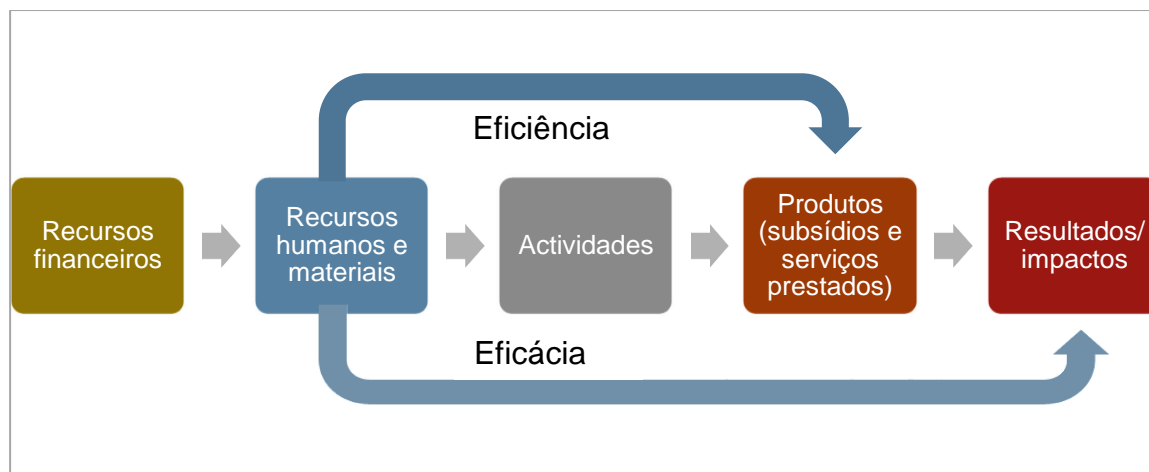 Eficiência
Recursos
financeiros
Recursos
humanos e
materiais
Actividades
Produtos
(subsídios e
serviços
prestados)
Resultados/
impactos
Eficácia